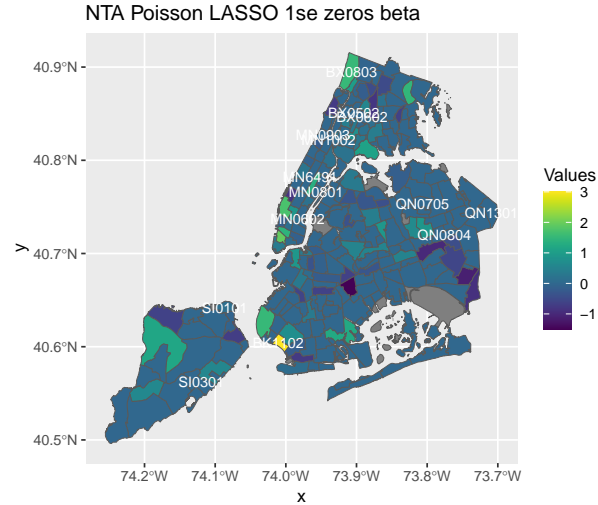 NTA Poisson LASSO 1se zeros beta
40.9°N
40.8°N
40.7°N
40.6°N
40.5°N
y
BX0803
BX0502
BX0602
MN0903
MN1002
MN6491
MN0801
MN0602
QN0705
QN1301
QN0804
SI0101
BK1102
SI0301
Values
3
2
1
0
−1
74.2°W
74.1°W
74.0°W
73.9°W
73.8°W
73.7°W
x